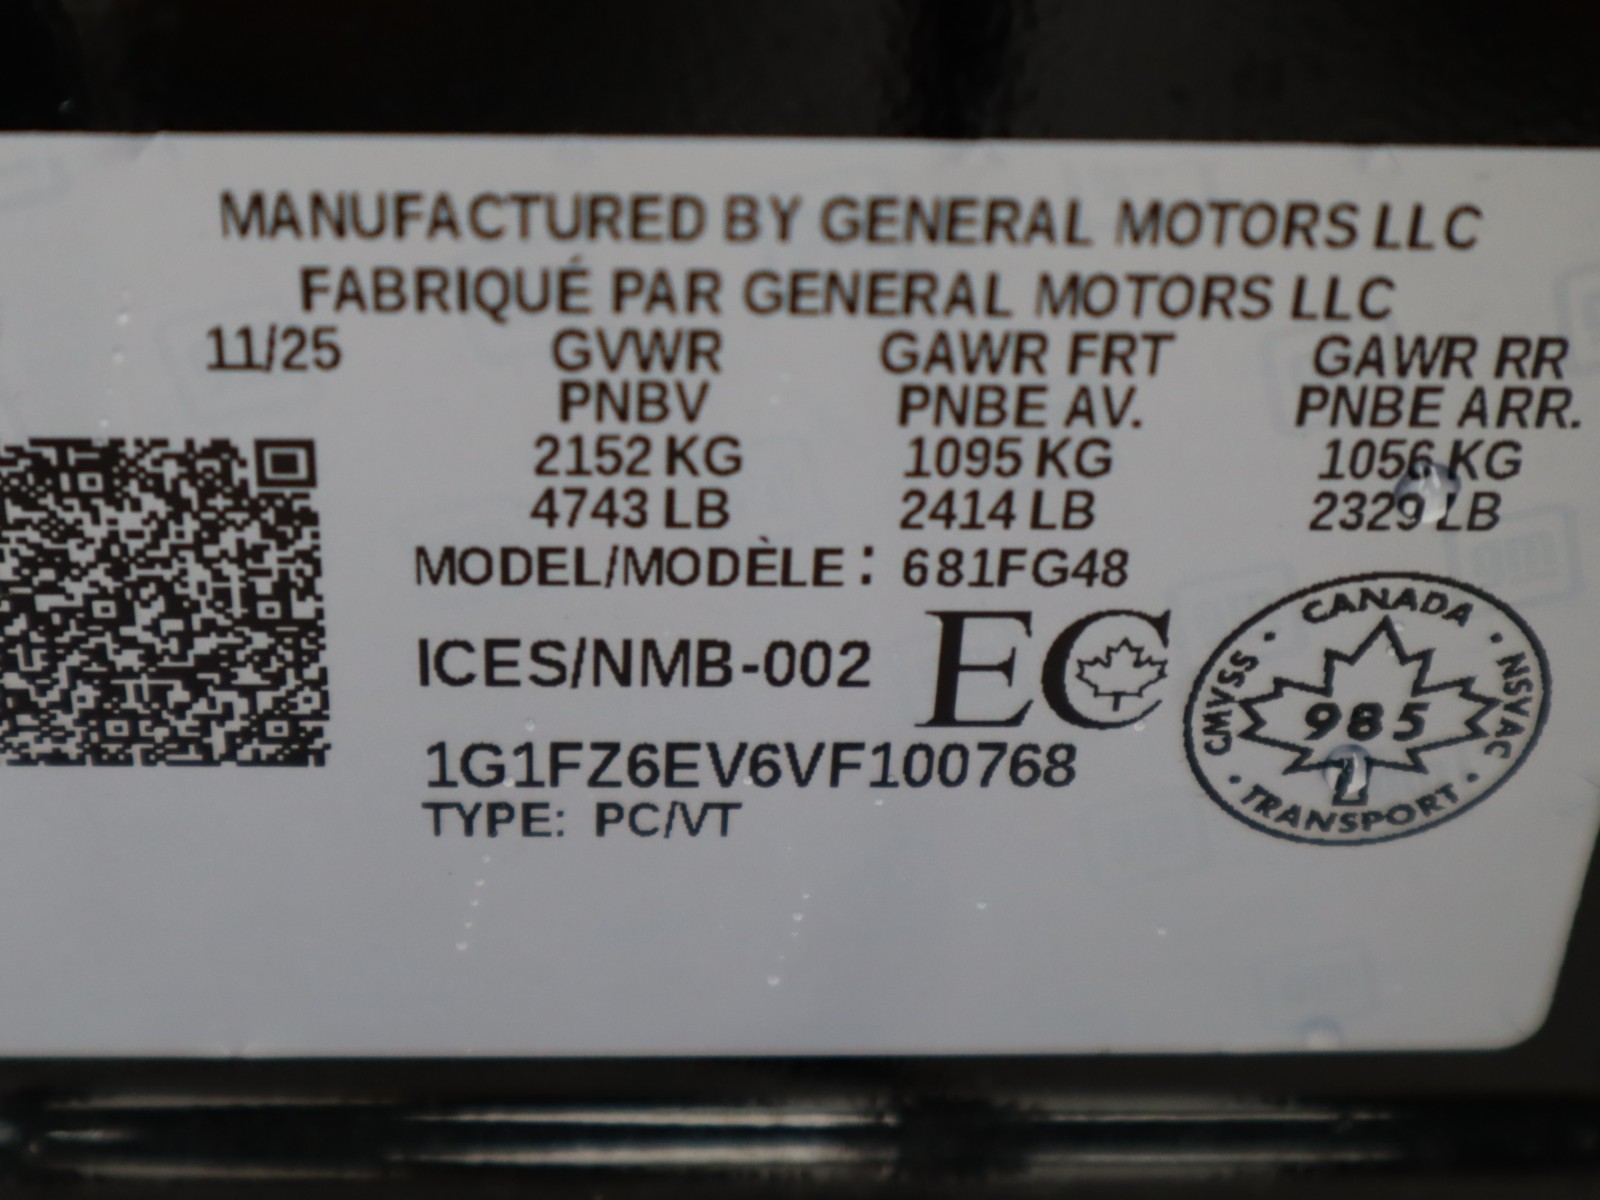 MANUFACTURED BY GENERAL MOTORS LLC
FABRIQUÉ PAR GENERAL MOTORS LLC
11/25 GVWR GAWR FRT GAWR RR
PNBV PNBE AV. PNBE ARR.
2152 KG 1095 KG 1056 KG
4743 LB 2414 LB 2329 LB
MODEL/MODÈLE: 681FG48
ICES/NMB-002 EC
CANADA
CMVSS 985 NSVAC
TRANSPORT
1G1FZ6EV6VF100768
TYPE: PC/VT